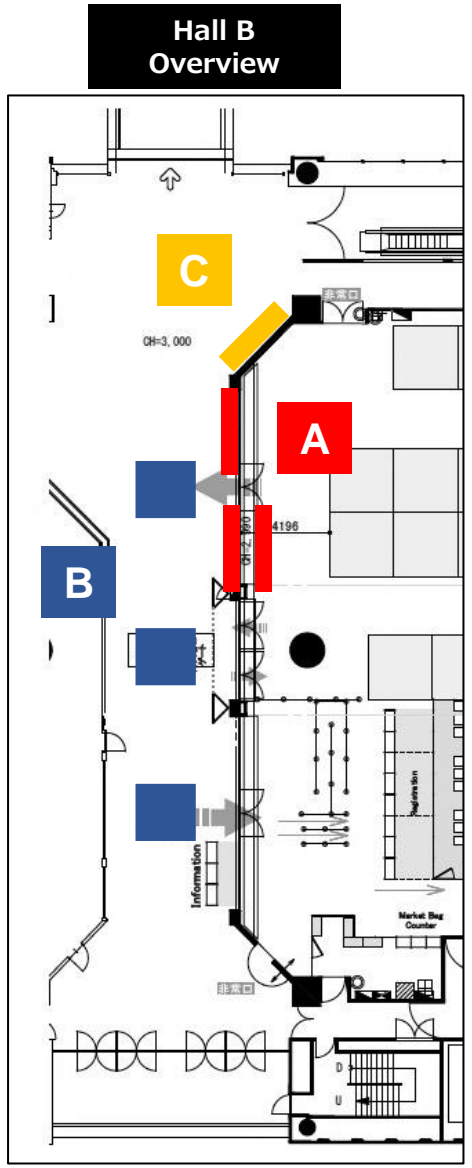 Hall B
Overview
C
非常口
CH=3,000
A
4196
B
Registration
Information
Market Bag
Counter
非常口
D
U